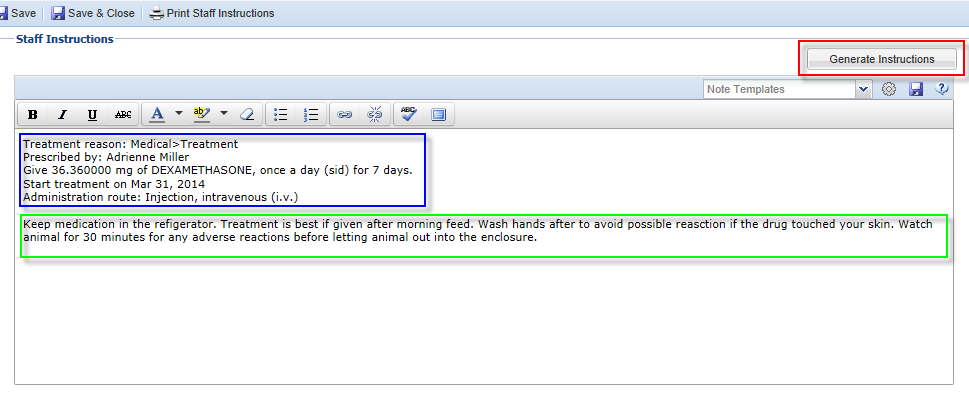 Save Save & Close Print Staff Instructions
Staff Instructions
Generate Instructions
Note Templates
B I U ABC A ab ABC
Treatment reason: Medical>Treatment
Prescribed by: Adrienne Miller
Give 36.360000 mg of DEXAMETHASONE, once a day (sid) for 7 days.
Start treatment on Mar 31, 2014
Administration route: Injection, intravenous (i.v.)
Keep medication in the refigerator. Treatment is best if given after morning feed. Wash hands after to avoid possible reasction if the drug touched your skin. Watch
animal for 30 minutes for any adverse reactions before letting animal out into the enclosure.